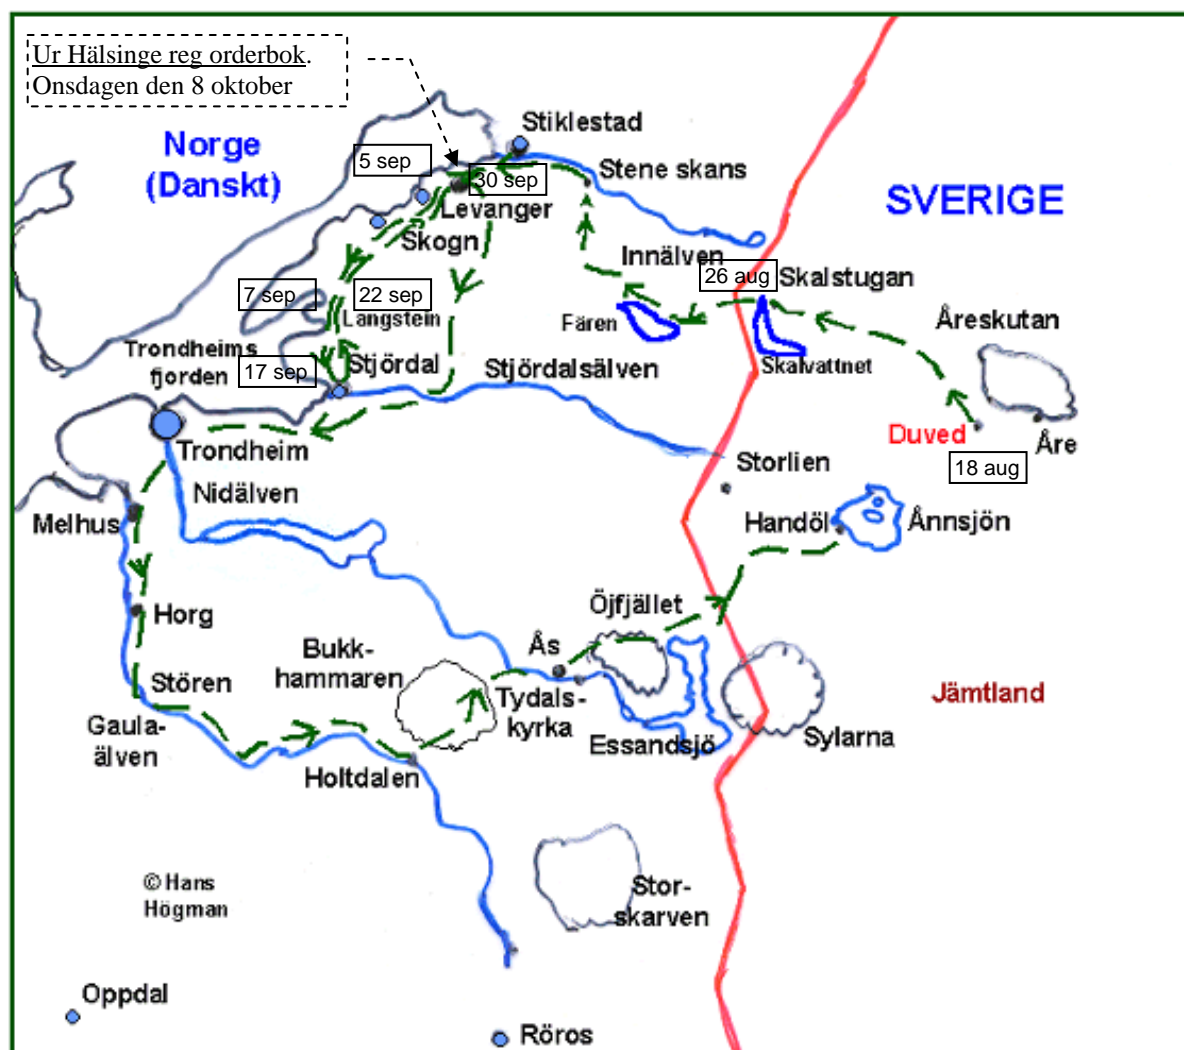 Ur Hälsinge reg orderbok.
Onsdagen den 8 oktober
Norge
(Danskt)
SVERIGE
Stiklestad
5 sep
30 sep
Stene skans
Levanger
Skogn
Innälven
26 aug
Skalstugan
7 sep
22 sep
Langstein
Fären
Åreskutan
Trondheims
fjorden
17 sep
Stjördal
Stjördalsälven
Skalvattnet
Duved
Åre
18 aug
Trondheim
Storlien
Nidälven
Melhus
Handöl
Ånnsjön
Horg
Öjfjället
Bukk-
hammaren
Ås
Stören
Tydals-
kyrka
Jämtland
Gaula-
älven
Essandsjö
Sylarna
Holtdalen
© Hans
Högman
Stor-
skarven
Oppdal
Röros